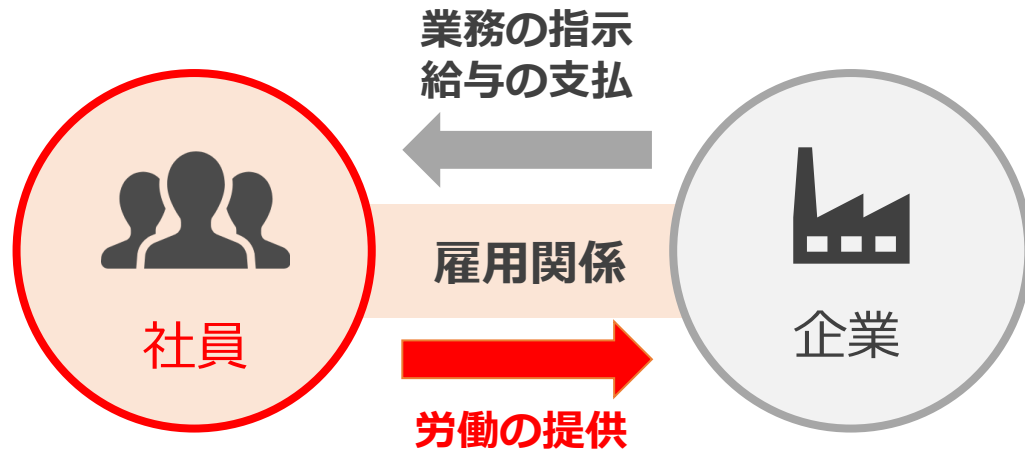 業務の指示
給与の支払
雇用関係
社員
企業
労働の提供